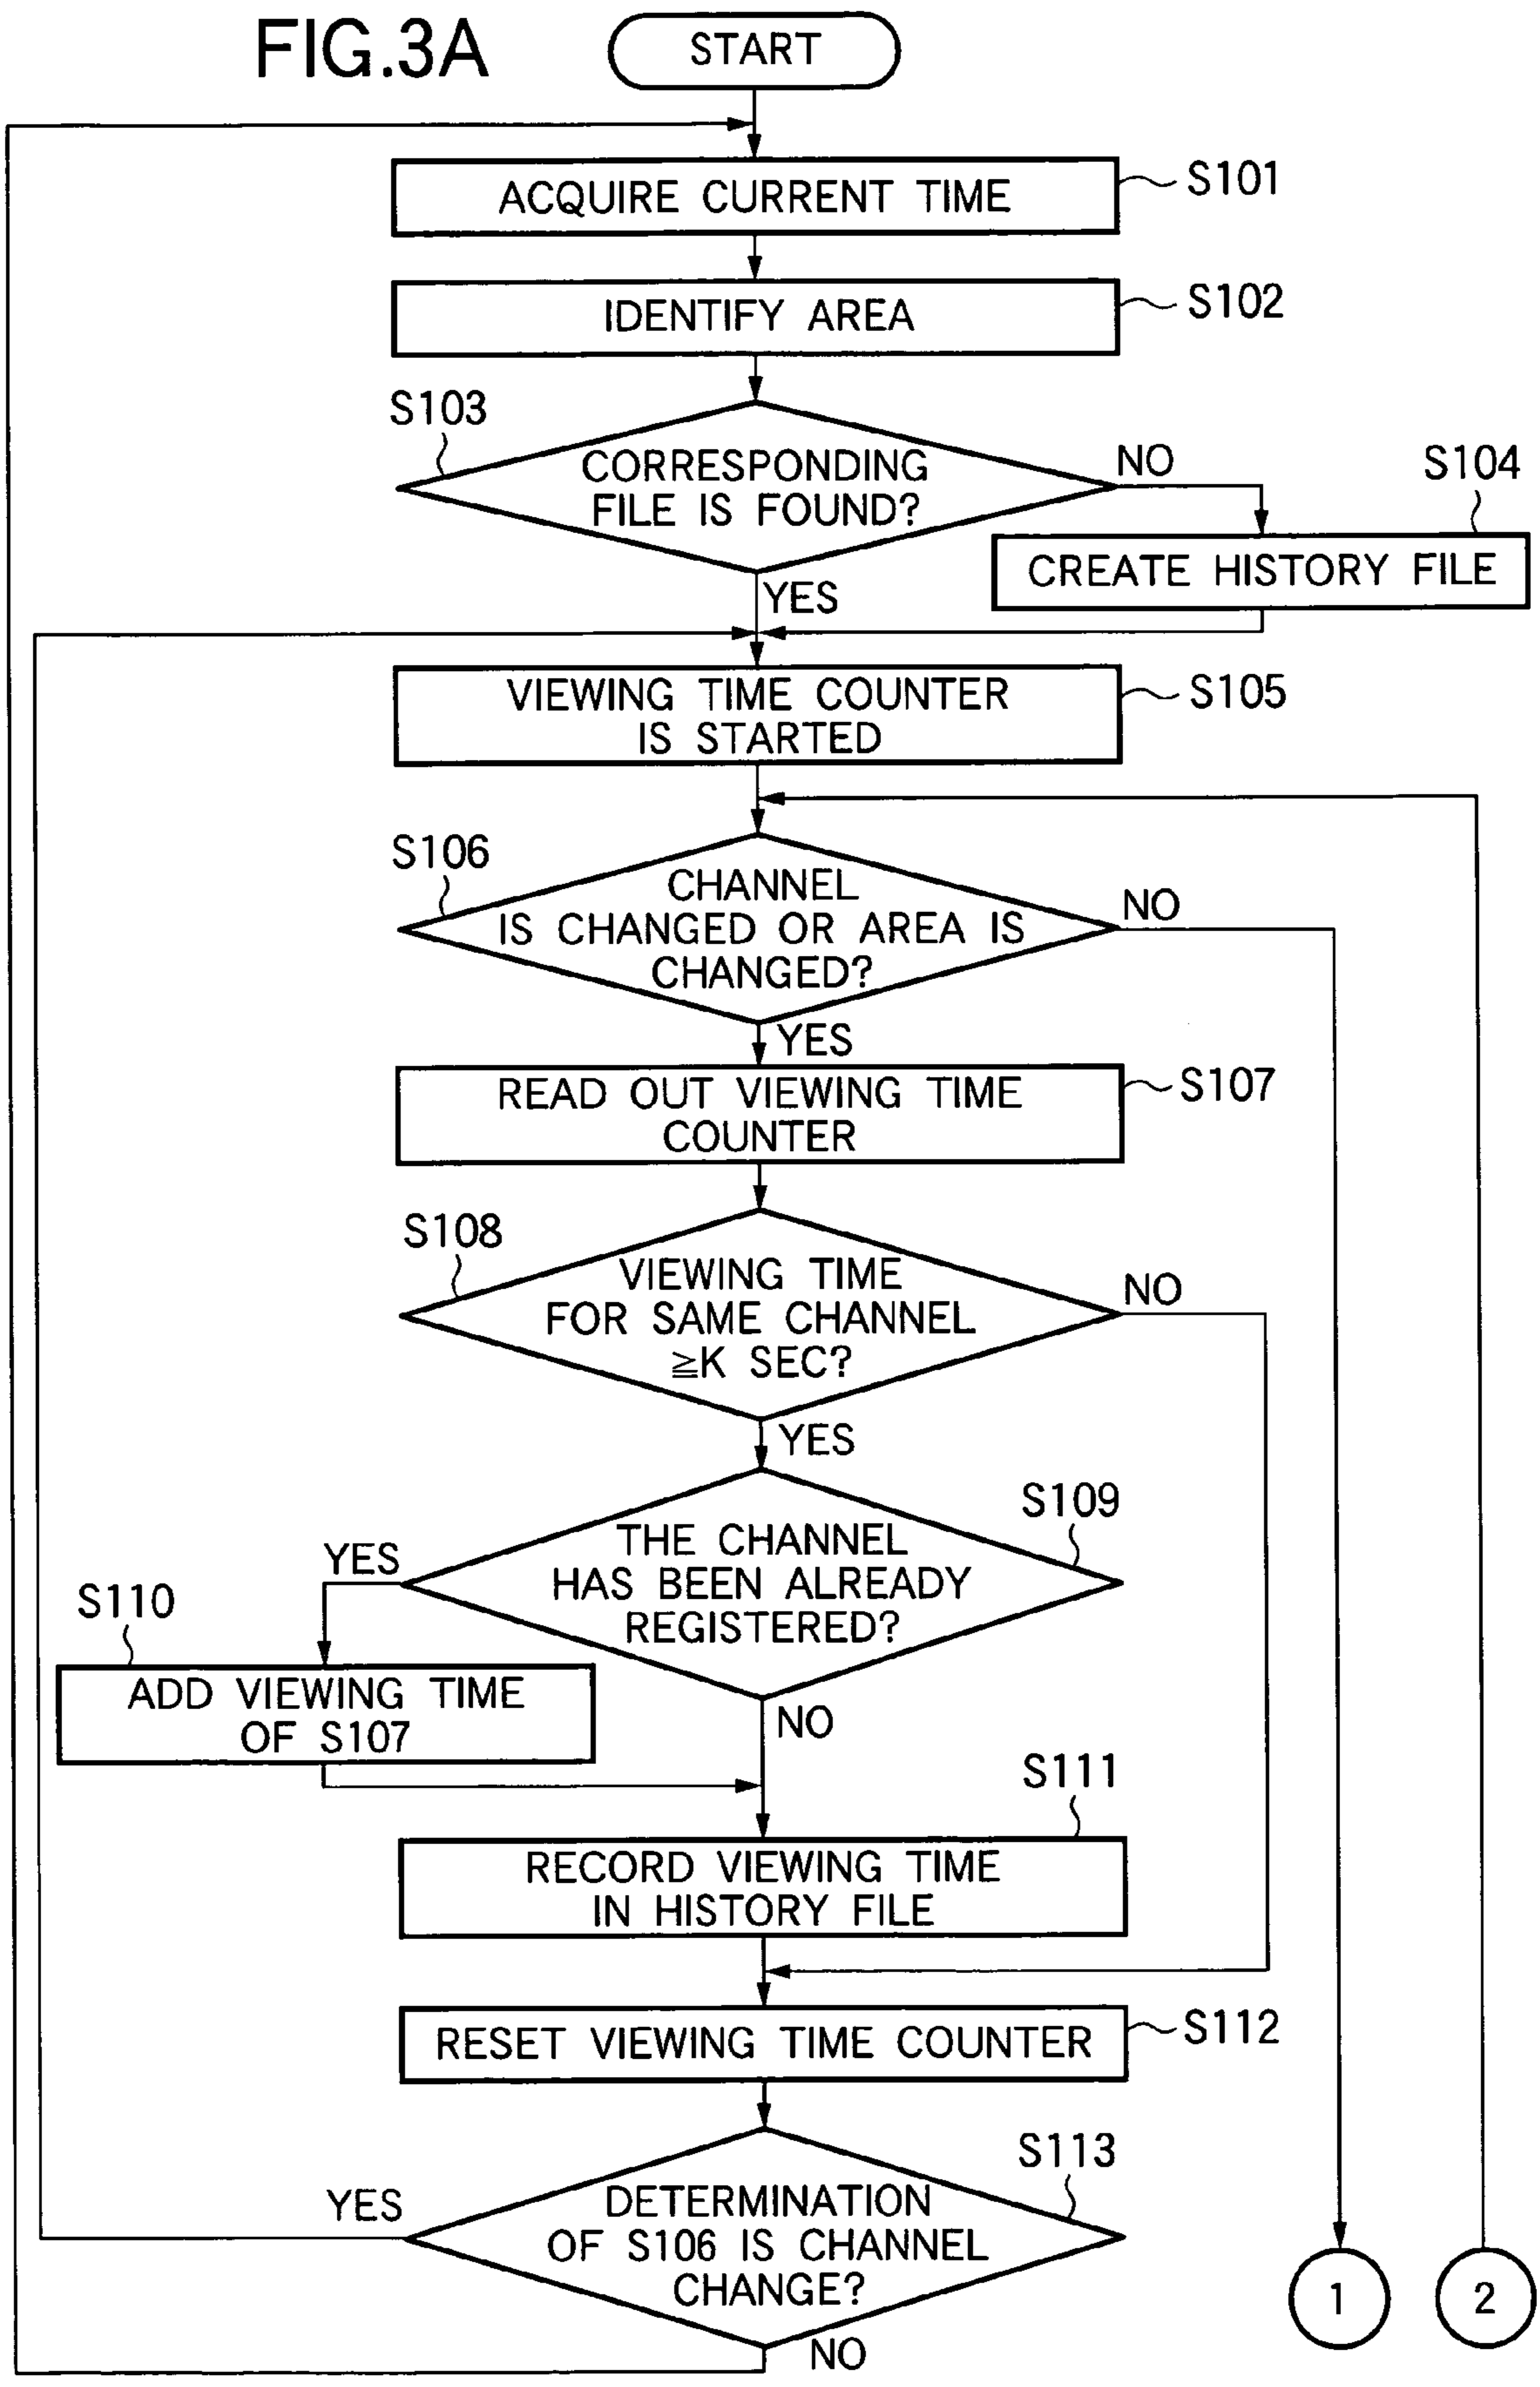 FIG.3A
START
ACQUIRE CURRENT TIME
S101
IDENTIFY AREA
S102
S103
CORRESPONDING
FILE IS FOUND?
NO
S104
CREATE HISTORY FILE
YES
VIEWING TIME COUNTER
IS STARTED
S105
S106
CHANNEL
IS CHANGED OR AREA IS
CHANGED?
NO
YES
READ OUT VIEWING TIME
COUNTER
S107
S108
VIEWING TIME
FOR SAME CHANNEL
≧K SEC?
NO
YES
S109
THE CHANNEL
HAS BEEN ALREADY
REGISTERED?
YES
S110
ADD VIEWING TIME
OF S107
NO
S111
RECORD VIEWING TIME
IN HISTORY FILE
RESET VIEWING TIME COUNTER
S112
S113
DETERMINATION
OF S106 IS CHANNEL
CHANGE?
YES
NO
1
2